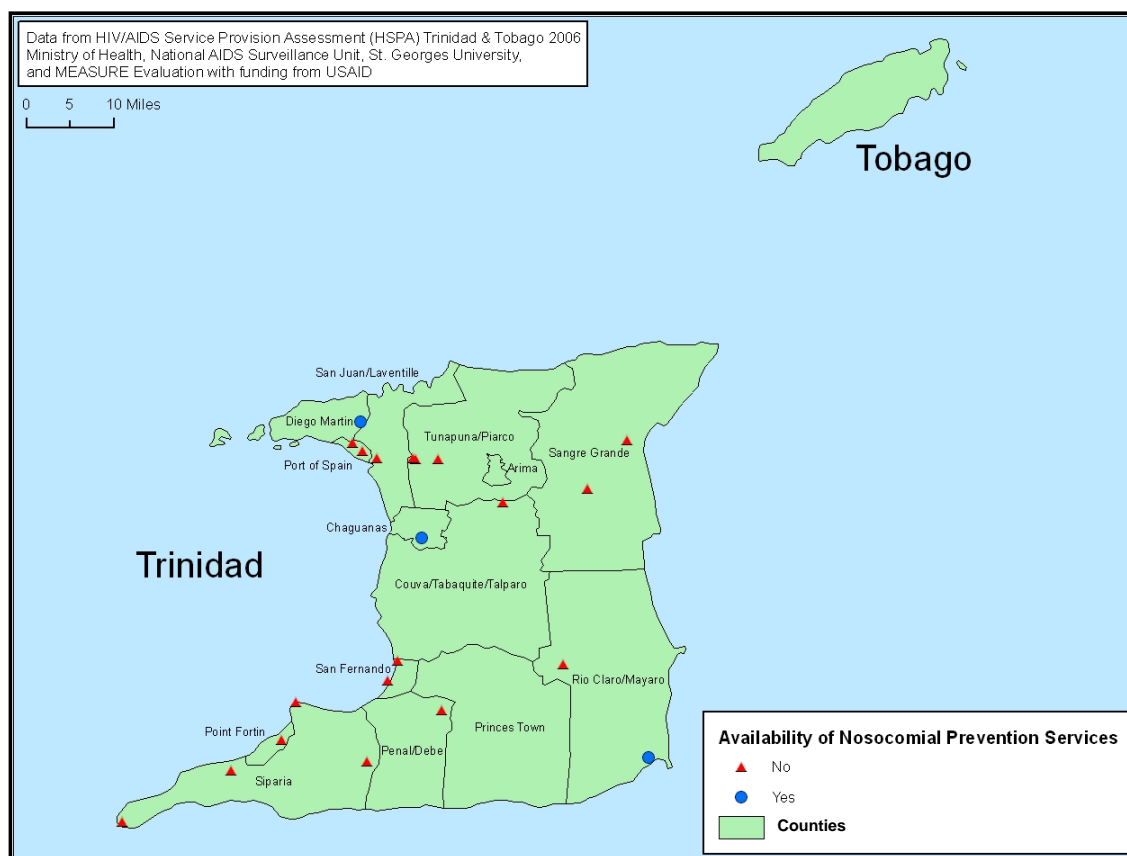 Data from HIV/AIDS Service Provision Assessment (HSPA) Trinidad & Tobago 2006
Ministry of Health, National AIDS Surveillance Unit, St. Georges University,
and MEASURE Evaluation with funding from USAID
0 5 10 Miles
Tobago
San Juan/Laventille
Diego Martin
Tunapuna/Piarco
Sangre Grande
Port of Spain
Arima
Chaguanas
Trinidad
Couva/Tabaquite/Talparo
San Fernando
Rio Claro/Mayaro
Point Fortin
Princes Town
Penal/Debe
Siparia
Availability of Nosocomial Prevention Services
No
Yes
Counties